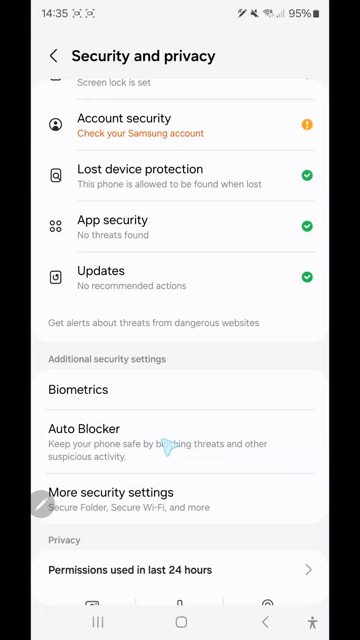 14:35
95%
Security and privacy
Screen lock is set
Account security
Check your Samsung account
Lost device protection
This phone is allowed to be found when lost
App security
No threats found
Updates
No recommended actions
Get alerts about threats from dangerous websites
Additional security settings
Biometrics
Auto Blocker
Keep your phone safe by blocking threats and other
suspicious activity.
More security settings
Secure Folder, Secure Wi-Fi, and more
Privacy
Permissions used in last 24 hours